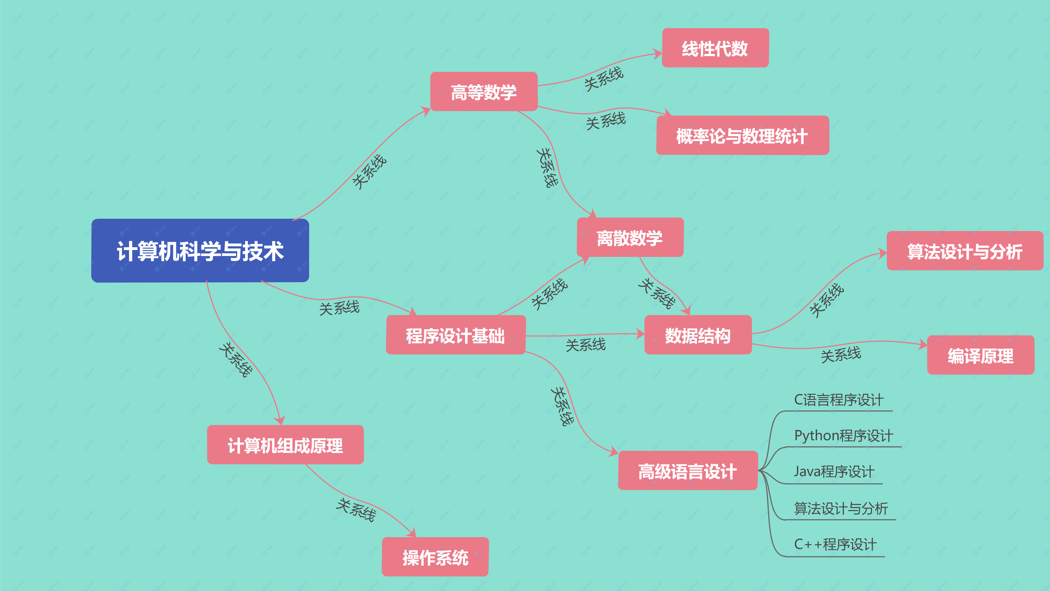 线性代数
关系线
高等数学
关系线
概率论与数理统计
关系线
关系线
离散数学
计算机科学与技术
算法设计与分析
关系线
关系线
关系线
关系线
程序设计基础
关系线
数据结构
关系线
编译原理
关系线
C语言程序设计
关系线
Python程序设计
计算机组成原理
高级语言设计
Java程序设计
关系线
算法设计与分析
操作系统
C++程序设计